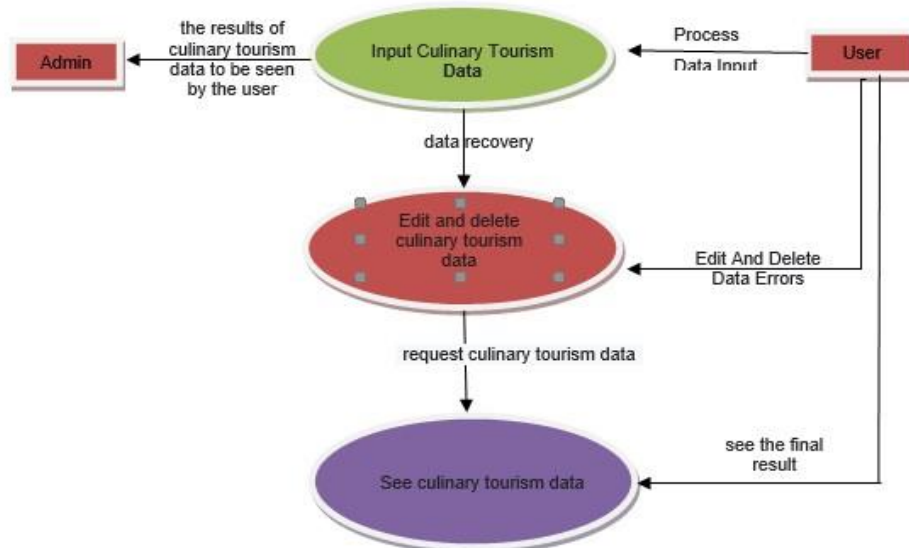 the results of
culinary tourism
data to be seen
by the user
Admin
Input Culinary Tourism
Data
Process
Data Input
User
data recovery
Edit and delete
culinary tourism
data
Edit And Delete
Data Errors
request culinary tourism data
see the final
result
See culinary tourism data